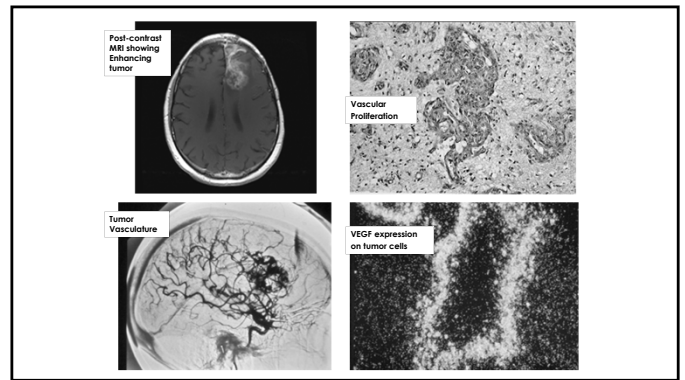 Post-contrast
MRI showing
Enhancing
tumor
Vascular
Proliferation
Tumor
Vasculature
VEGF expression
on tumor cells